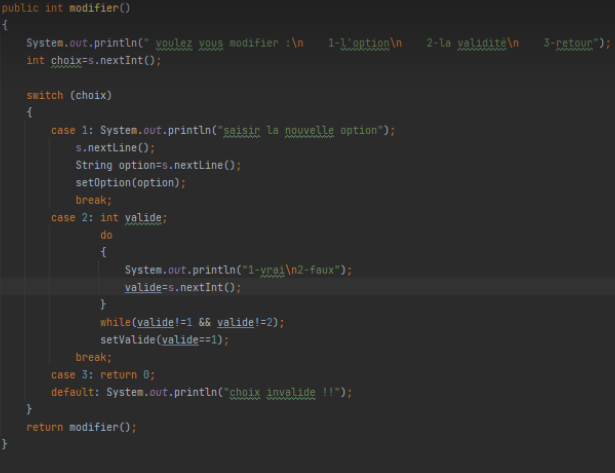 public int modifier()
{
    System.out.println(" voulez vous modifier :\n    1-l'option\n    2-la validité\n    3-retour");
    int choix=s.nextInt();

    switch (choix)
    {
        case 1: System.out.println("saisir la nouvelle option");
            s.nextLine();
            String option=s.nextLine();
            setOption(option);
            break;
        case 2: int valide;
                do
                {
                    System.out.println("1-vrai\n2-faux");
                    valide=s.nextInt();
                }
                while(valide!=1 && valide!=2);
                setValide(valide==1);
            break;
        case 3: return 0;
        default: System.out.println("choix invalide !!");
    }
    return modifier();
}